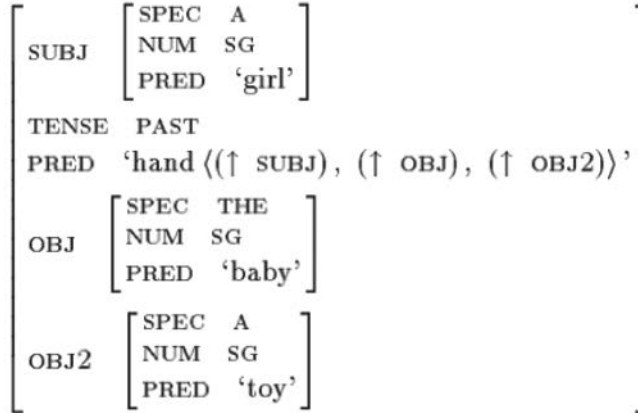 SPEC A
SUBJ NUM SG
PRED ‘girl’
TENSE PAST
PRED ‘hand ⟨(↑ SUBJ), (↑ OBJ), (↑ OBJ2)⟩’
SPEC THE
OBJ NUM SG
PRED ‘baby’
SPEC A
OBJ2 NUM SG
PRED ‘toy’